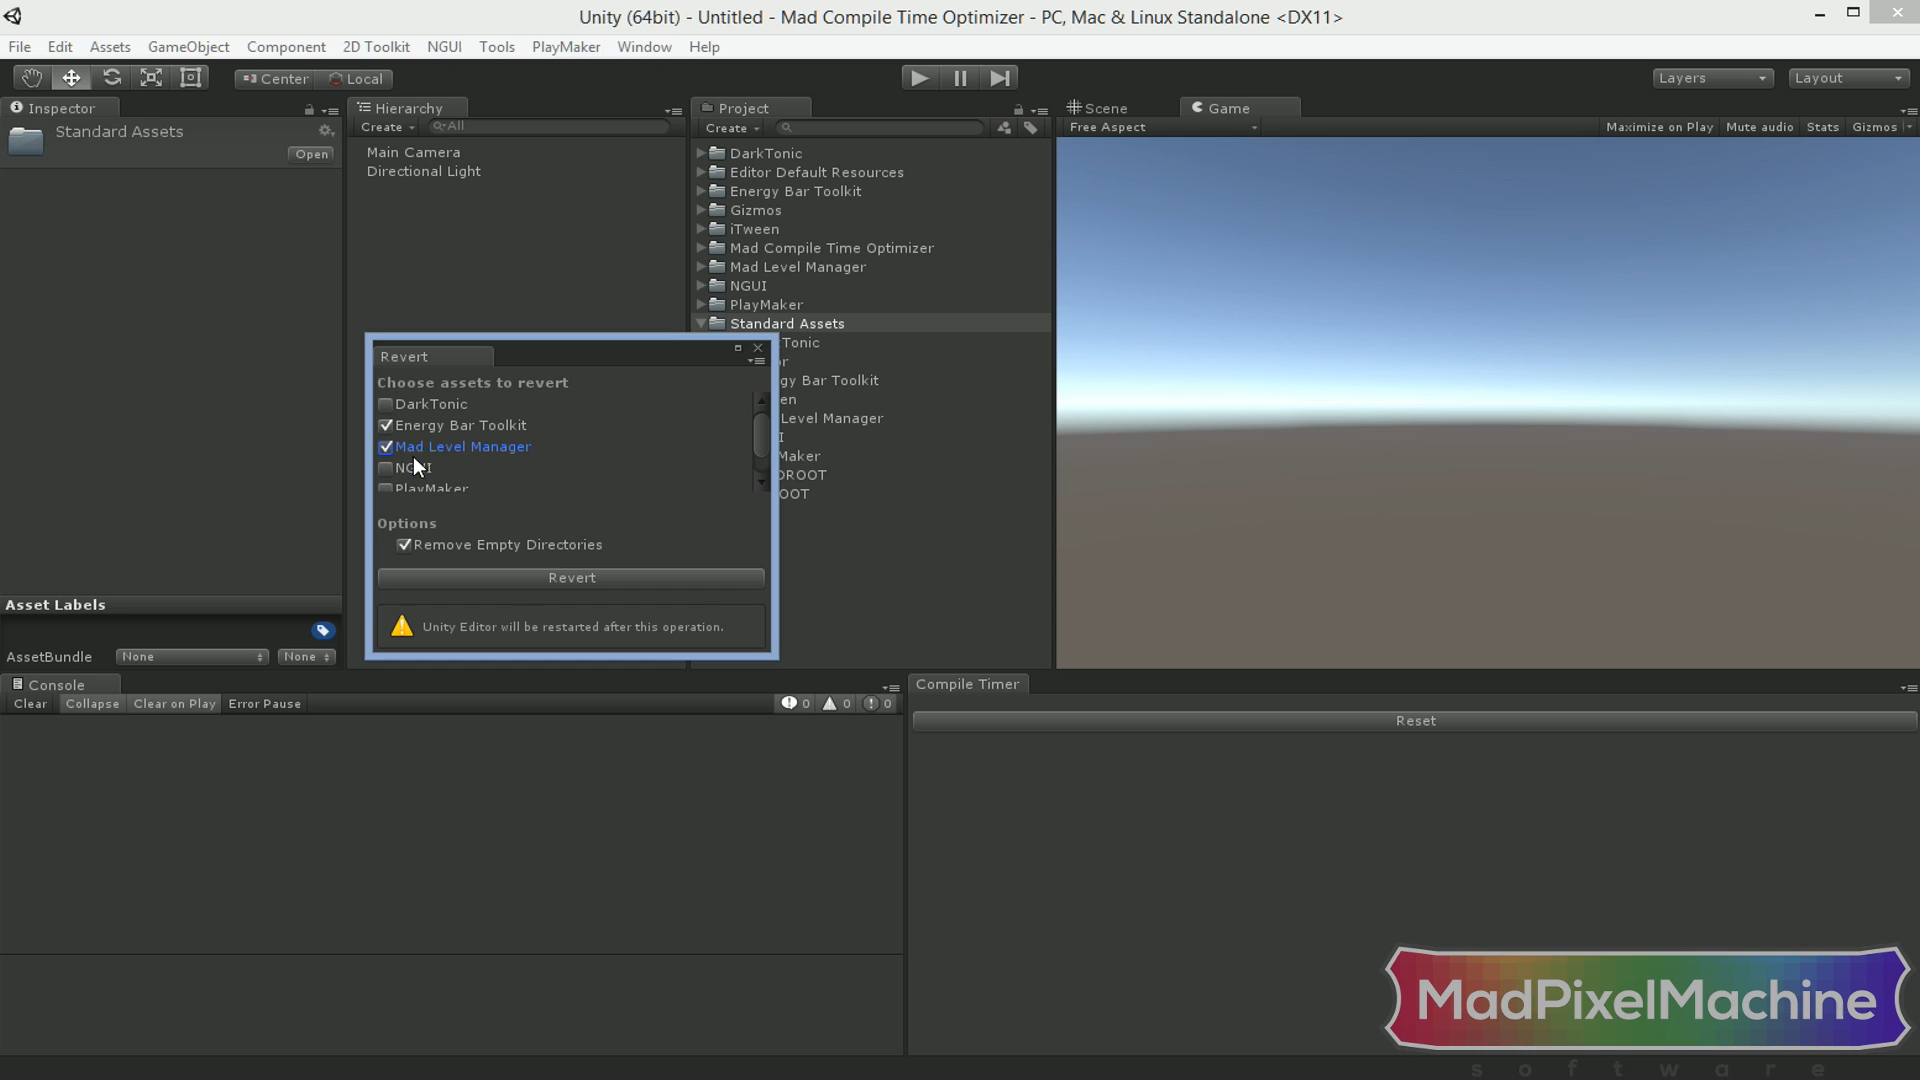 Unity (64bit) - Untitled - Mad Compile Time Optimizer - PC, Mac & Linux Standalone <DX11>
File Edit Assets GameObject Component 2D Toolkit NGUI Tools PlayMaker Window Help
Center Local
Layers
Layout
Inspector
Standard Assets
Open
Asset Labels
AssetBundle None None
Hierarchy
Create All
Main Camera
Directional Light
Project
Create
DarkTonic
Editor Default Resources
Energy Bar Toolkit
Gizmos
iTween
Mad Compile Time Optimizer
Mad Level Manager
NGUI
PlayMaker
Standard Assets
Tonic
gy Bar Toolkit
en
Level Manager
I
Maker
OOT
Scene Game
Free Aspect Maximize on Play Mute audio Stats Gizmos
Revert
Choose assets to revert
DarkTonic
Energy Bar Toolkit
Mad Level Manager
PlayMaker
Options
Remove Empty Directories
Revert
Unity Editor will be restarted after this operation.
Console
Clear Collapse Clear on Play Error Pause 0 0 0
Compile Timer
Reset
MadPixelMachine
software